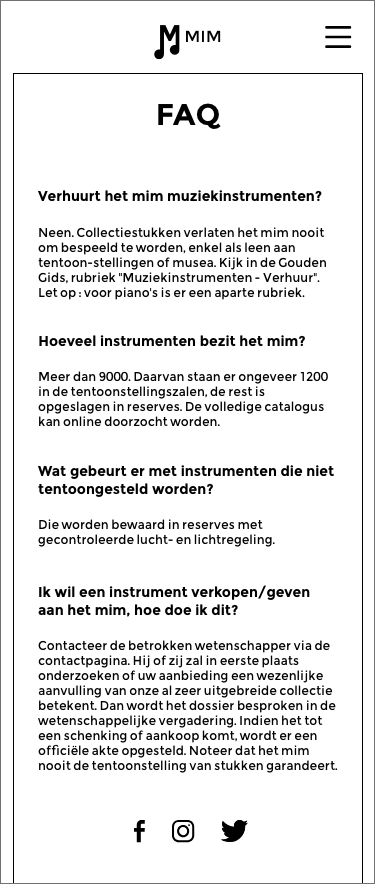 MIM
FAQ
Verhuurt het mim muziekinstrumenten?
Neen. Collectiestukken verlaten het mim nooit
om bespeeld te worden, enkel als leen aan
tentoon-stellingen of musea. Kijk in de Gouden
Gids, rubriek "Muziekinstrumenten - Verhuur".
Let op : voor piano's is er een aparte rubriek.
Hoeveel instrumenten bezit het mim?
Meer dan 9000. Daarvan staan er ongeveer 1200
in de tentoonstellingszalen, de rest is
opgeslagen in reserves. De volledige catalogus
kan online doorzocht worden.
Wat gebeurt er met instrumenten die niet
tentoongesteld worden?
Die worden bewaard in reserves met
gecontroleerde lucht- en lichtregeling.
Ik wil een instrument verkopen/geven
aan het mim, hoe doe ik dit?
Contacteer de betrokken wetenschapper via de
contactpagina. Hij of zij zal in eerste plaats
onderzoeken of uw aanbieding een wezenlijke
aanvulling van onze al zeer uitgebreide collectie
betekent. Dan wordt het dossier besproken in de
wetenschappelijke vergadering. Indien het tot
een schenking of aankoop komt, wordt er een
officiële akte opgesteld. Noteer dat het mim
nooit de tentoonstelling van stukken garandeert.